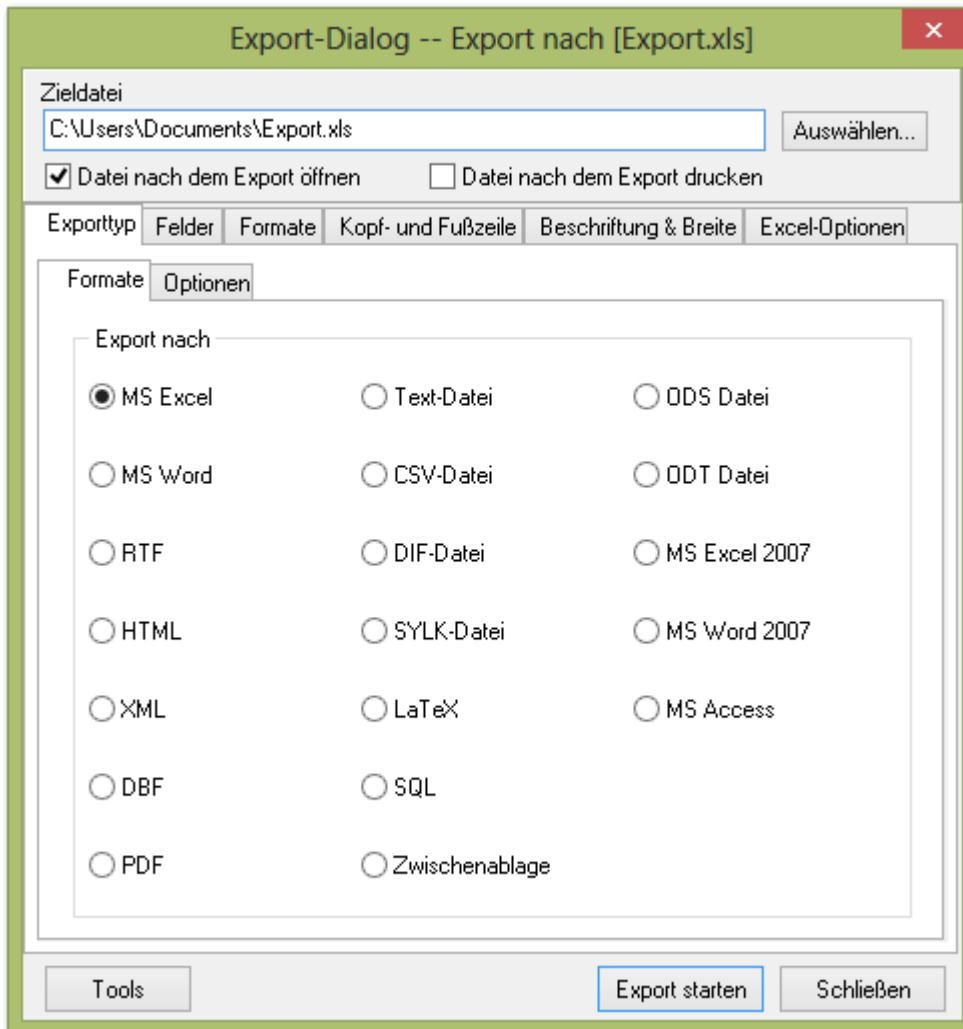 Export-Dialog -- Export nach [Export.xls]
Zieldatei
C:\Users\Documents\Export.xls Auswählen...
Datei nach dem Export öffnen Datei nach dem Export drucken
Exporttyp Felder Formate Kopf- und Fußzeile Beschriftung & Breite Excel-Optionen
Formate Optionen
Export nach
MS Excel Text-Datei ODS Datei
MS Word CSV-Datei ODT Datei
RTF DIF-Datei MS Excel 2007
HTML SYLK-Datei MS Word 2007
XML LaTeX MS Access
DBF SQL
PDF Zwischenablage
Tools Export starten Schließen